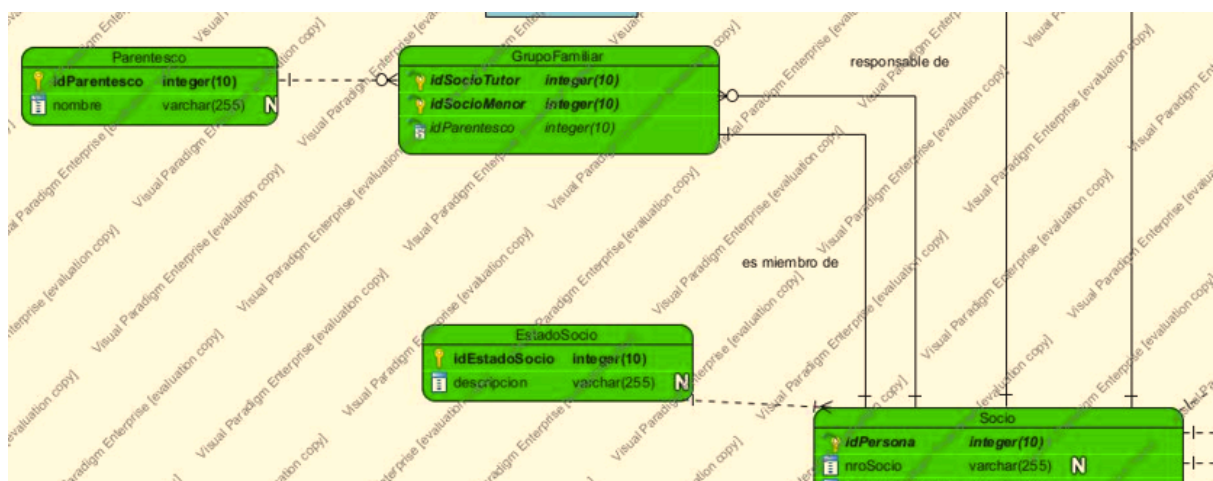 Parentesco
idParentesco integer(10)
nombre varchar(255) N
GrupoFamiliar
idSocioTutor integer(10)
idSocioMenor integer(10)
idParentesco integer(10)
responsable de
es miembro de
EstadoSocio
idEstadoSocio integer(10)
descripcion varchar(255) N
Socio
idPersona integer(10)
nroSocio varchar(255) N
Visual Paradigm Enterprise [evaluation copy]